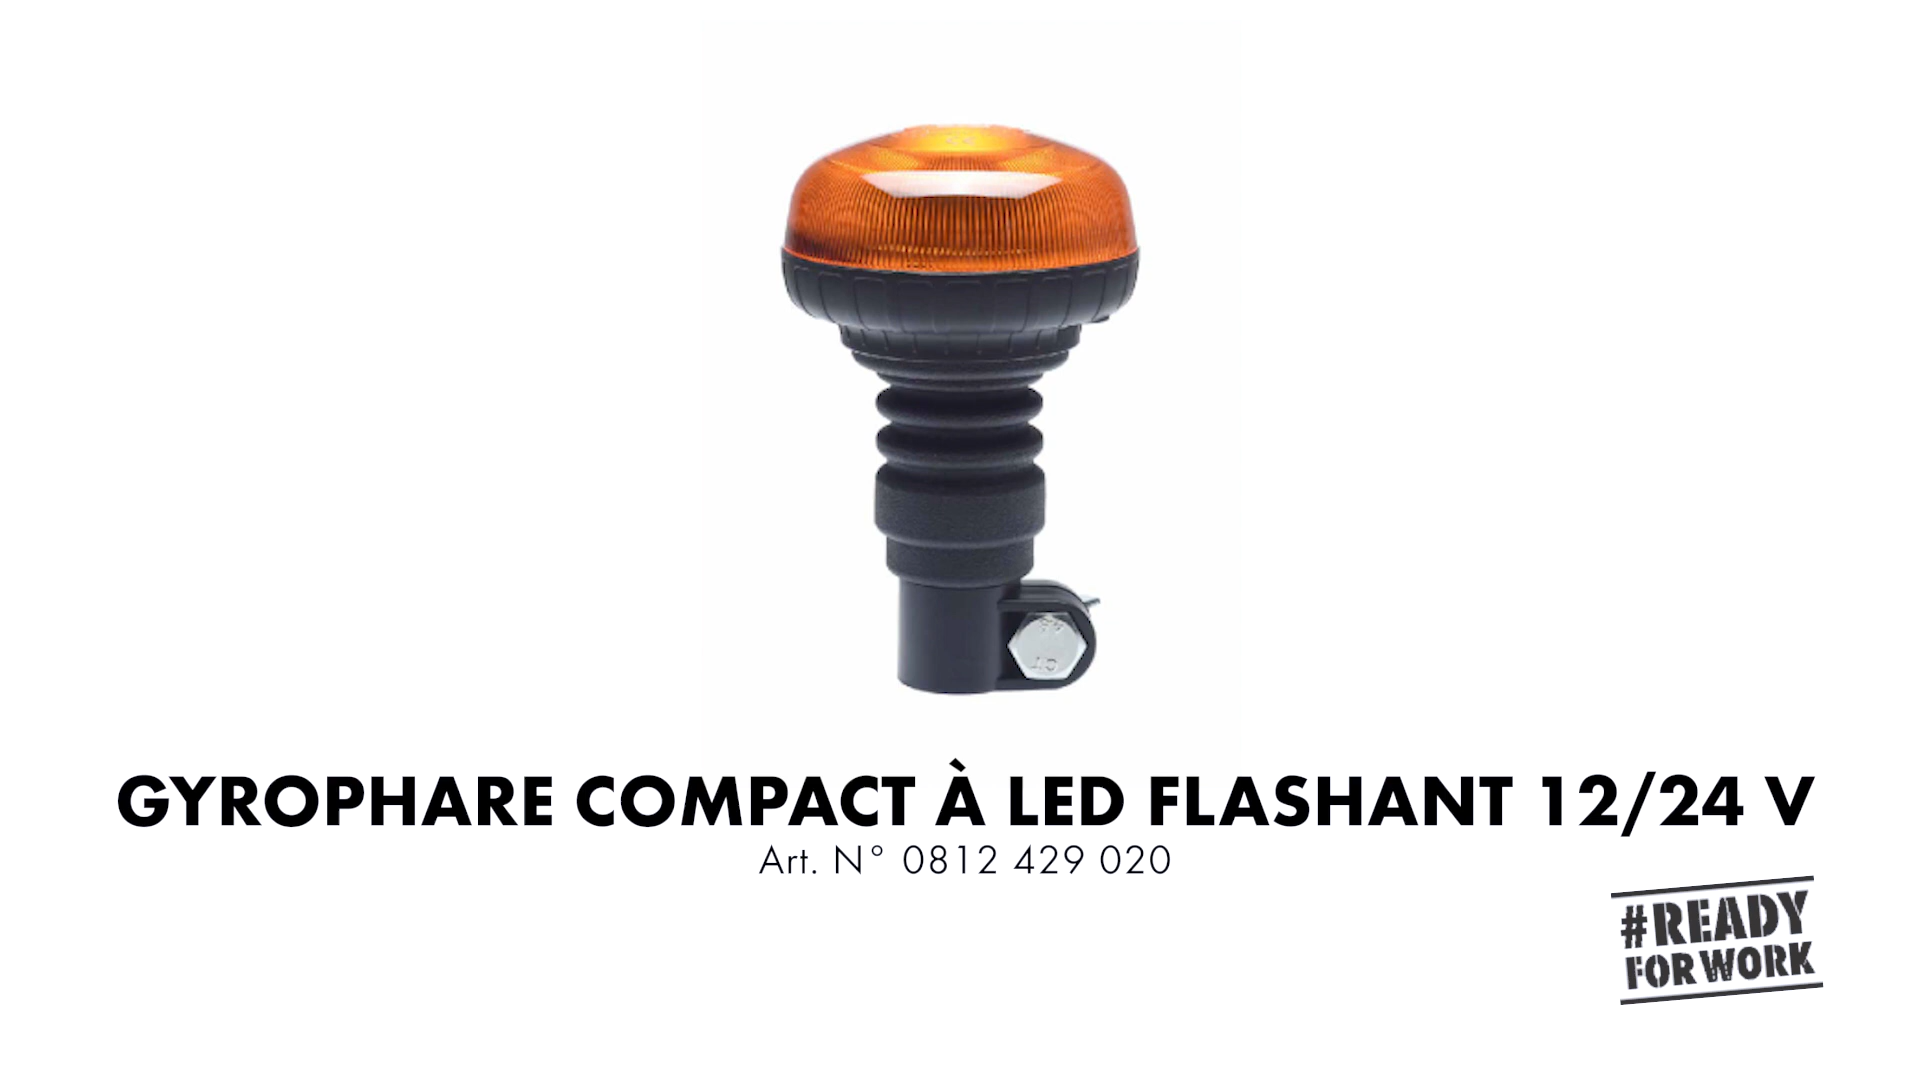 GYROPHARE COMPACT À LED FLASHANT 12/24 V
Art. N° 0812 429 020
#READY
FOR WORK